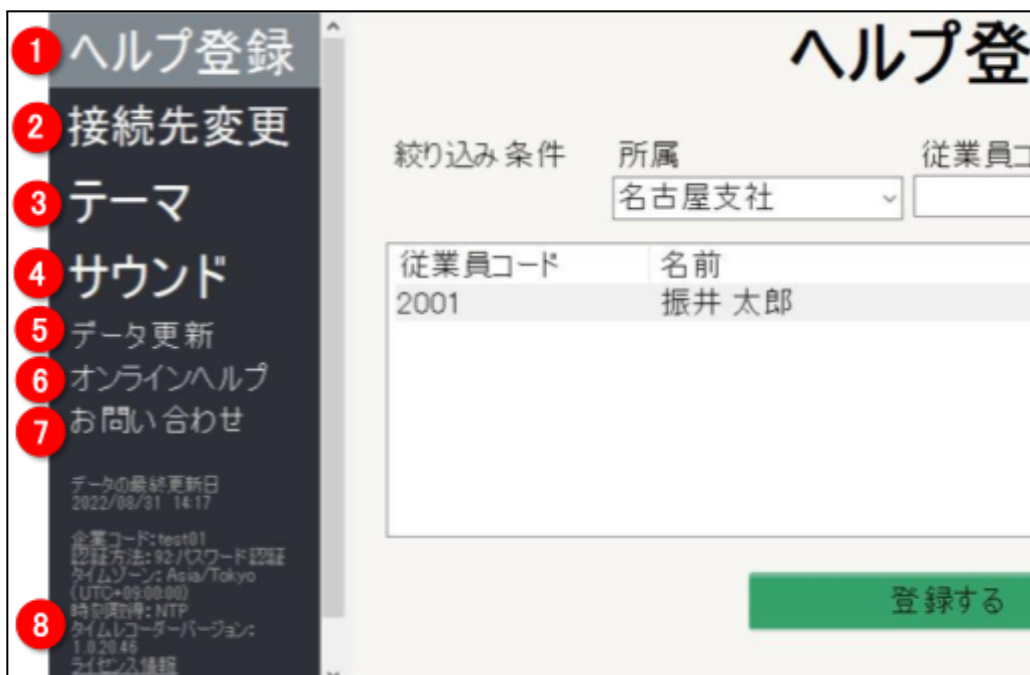 1 ヘルプ登録
2 接続先変更
3 テーマ
4 サウンド
5 データ更新
6 オンラインヘルプ
7 お問い合わせ
データの最終更新日
2022/08/31 14:17
企業コード:test01
認証方法:92:パスワード認証
タイムゾーン:Asia/Tokyo
(UTC+09:00:00)
時刻取得:NTP
8 タイムレコーダーバージョン:
1.0.20.46
ライセンス情報
ヘルプ登
絞り込み条件 所属 従業員コ
名古屋支社
従業員コード 名前
2001 振井 太郎
登録する